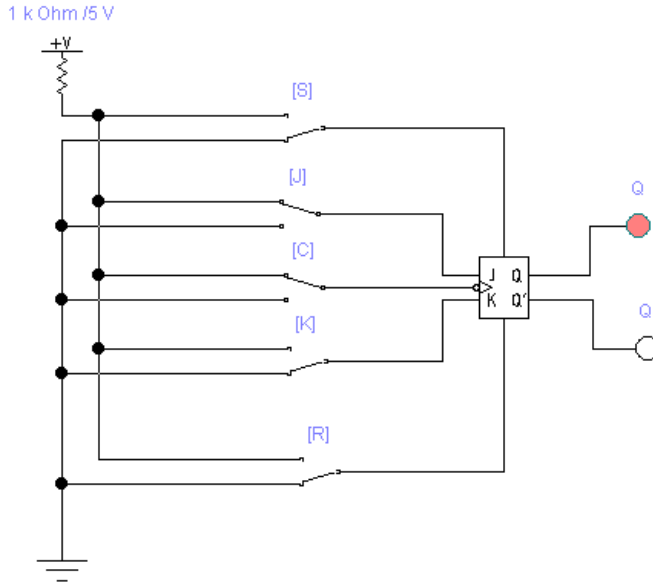 1 k Ohm /5 V
+V
[S]
[J]
Q
[C]
J Q
K Q'
Q
[K]
[R]